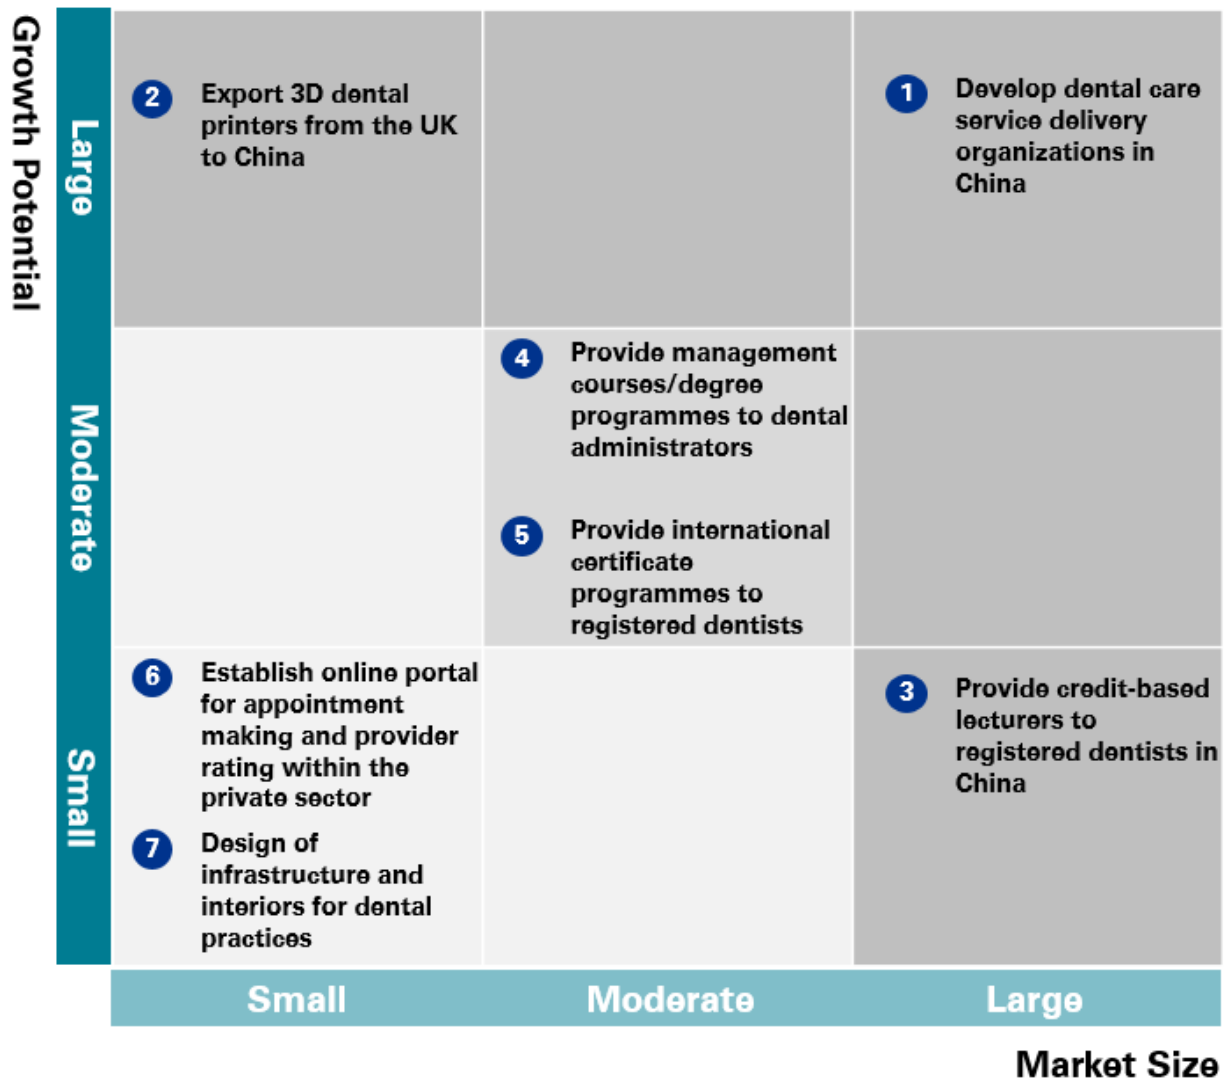 Growth Potential
Large
Moderate
Small
2
Export 3D dental
printers from the UK
to China
1
Develop dental care
service delivery
organizations in
China
4
Provide management
courses/degree
programmes to dental
administrators
5
Provide international
certificate
programmes to
registered dentists
6
Establish online portal
for appointment
making and provider
rating within the
private sector
7
Design of
infrastructure and
interiors for dental
practices
3
Provide credit-based
lecturers to
registered dentists in
China
Small
Moderate
Large
Market Size